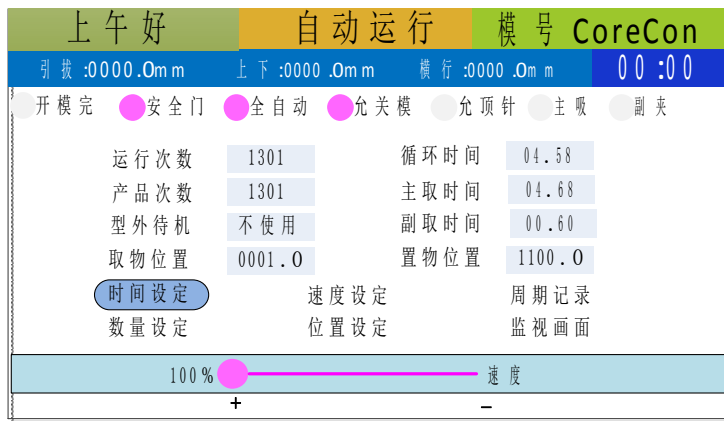 上午好 自动运行 模号 CoreCon
引拔:0000.0mm 上下:0000.0mm 横行:0000.0mm 00:00
开模完 安全门 全自动 允关模 允顶针 主吸 副夹
运行次数 1301 循环时间 04.58
产品次数 1301 主取时间 04.68
型外待机 不使用 副取时间 00.60
取物位置 0001.0 置物位置 1100.0
时间设定 速度设定 周期记录
数量设定 位置设定 监视画面
100% 速度
+ −